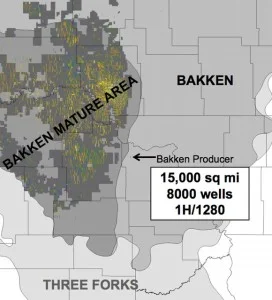 BAKKEN
BAKKEN MATURE AREA
Bakken Producer
15,000 sq mi
8000 wells
1H/1280
THREE FORKS